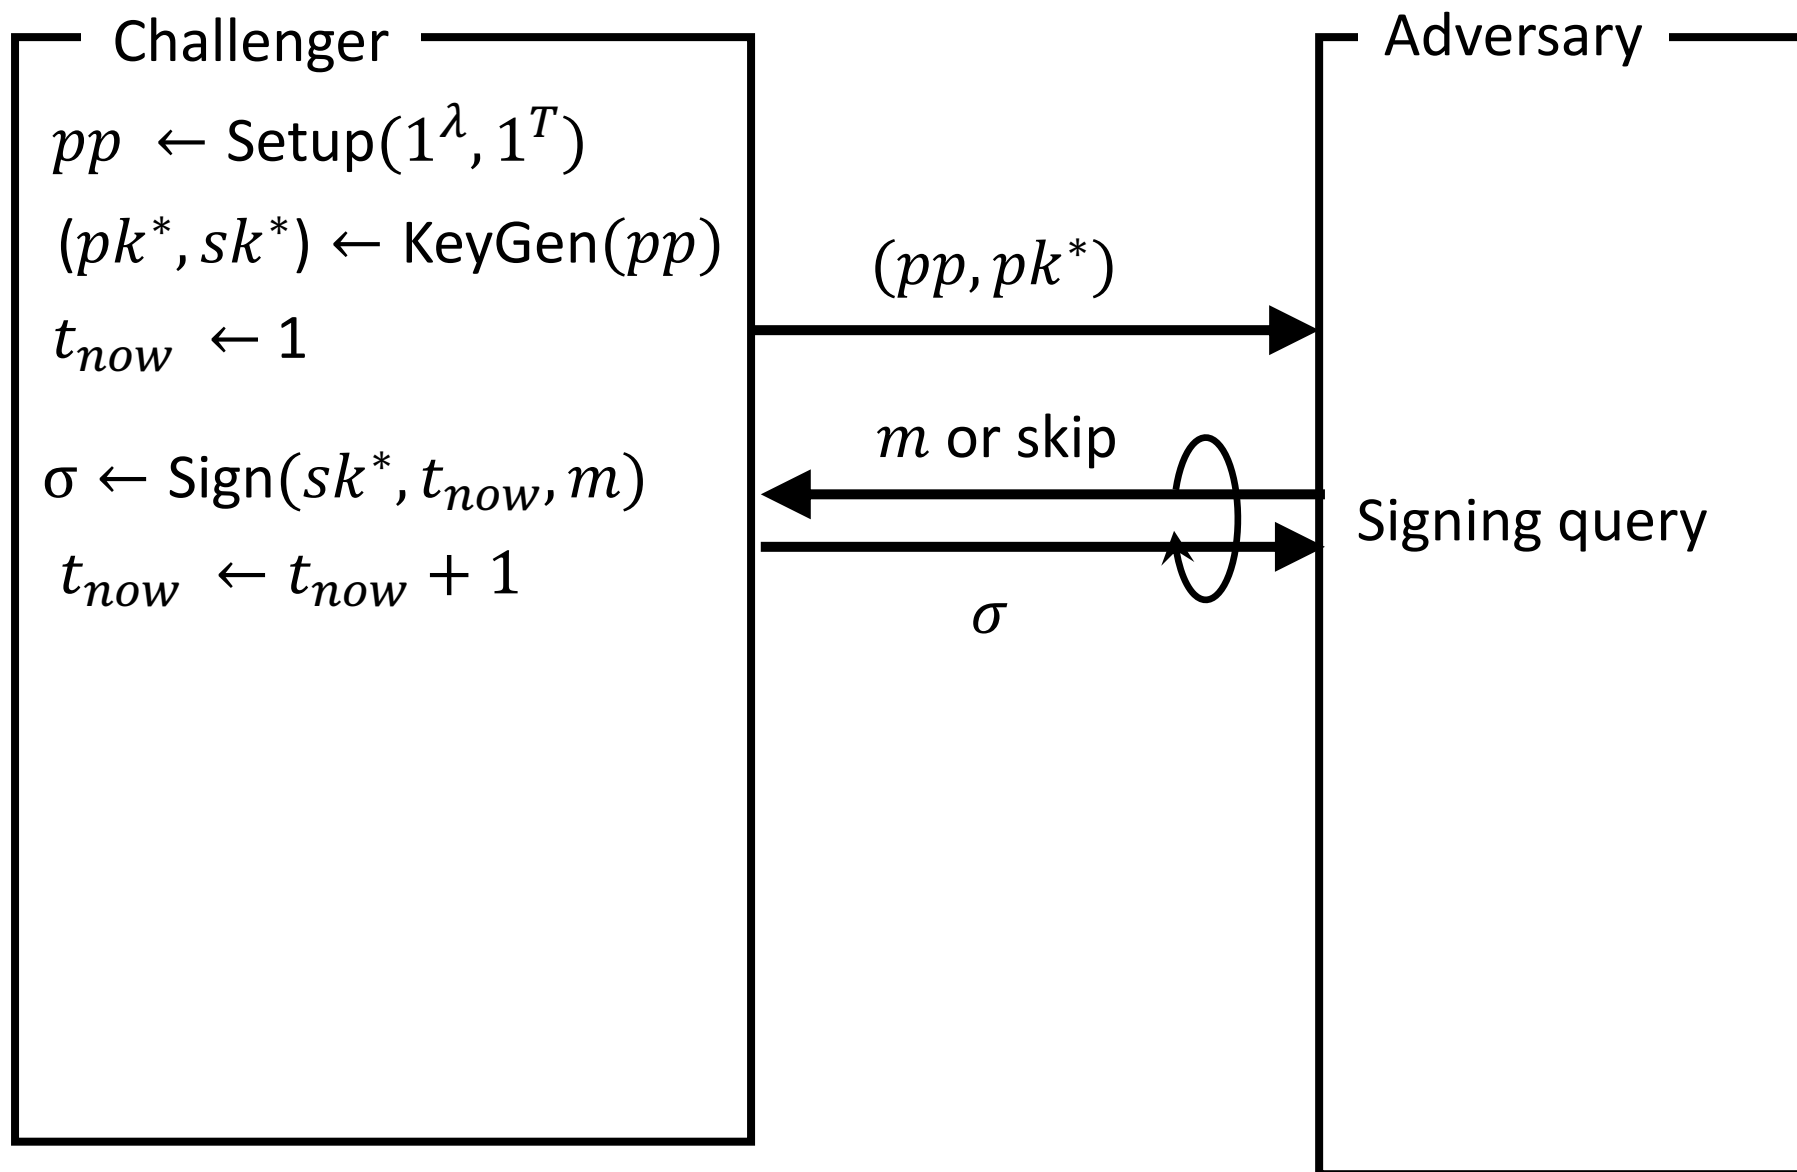 Challenger
Adversary
pp ← Setup(1^λ, 1^T)
(pk*, sk*) ← KeyGen(pp)
(pp, pk*)
t_now ← 1
m or skip
σ ← Sign(sk*, t_now, m)
Signing query
t_now ← t_now + 1
σ